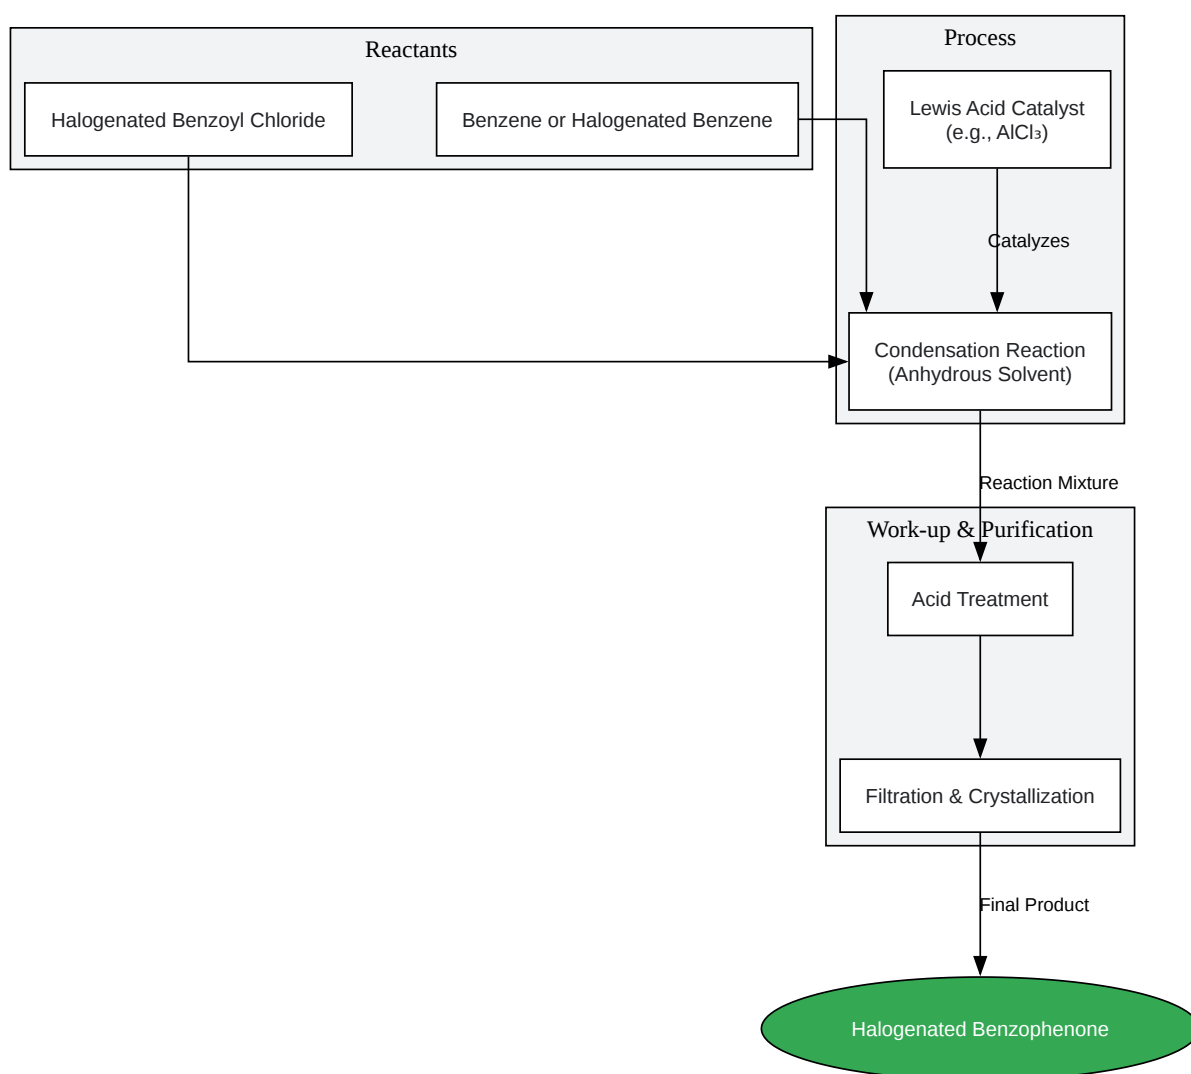 Reactants
Halogenated Benzoyl Chloride
Benzene or Halogenated Benzene
Process
Lewis Acid Catalyst
(e.g., AlCl₃)
Catalyzes
Condensation Reaction
(Anhydrous Solvent)
Reaction Mixture
Work-up & Purification
Acid Treatment
Filtration & Crystallization
Final Product
Halogenated Benzophenone